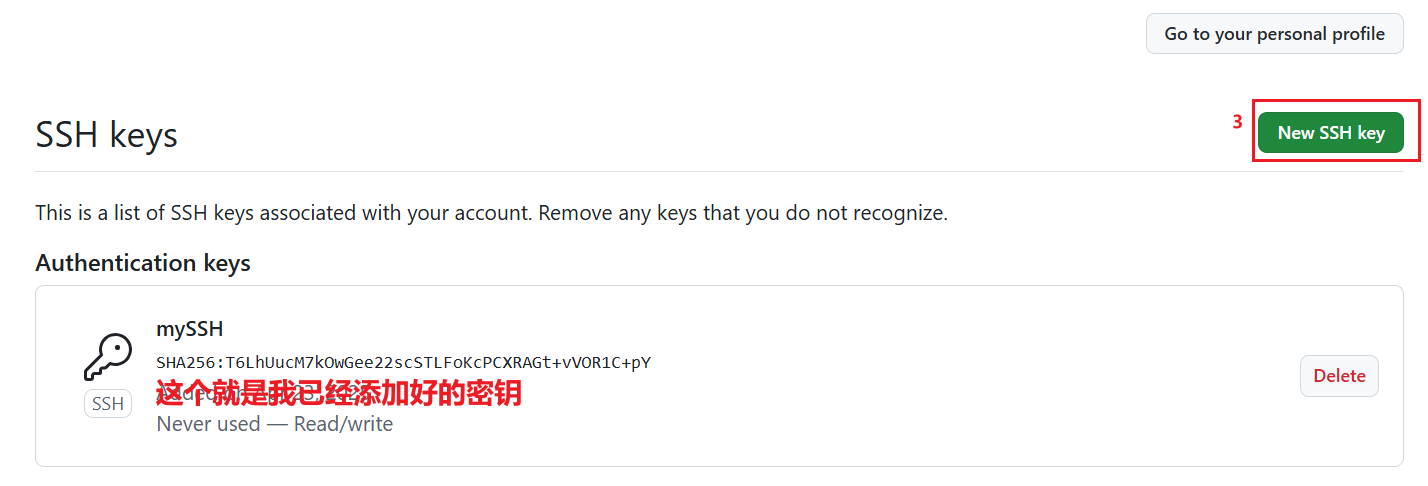 Go to your personal profile
SSH keys
3
New SSH key
This is a list of SSH keys associated with your account. Remove any keys that you do not recognize.
Authentication keys
mySSH
SHA256:T6LhUucM7kOwGee22scSTLFoKcPCXRAGt+vVOR1C+pY
这个就是我已经添加好的密钥
SSH
Never used — Read/write
Delete